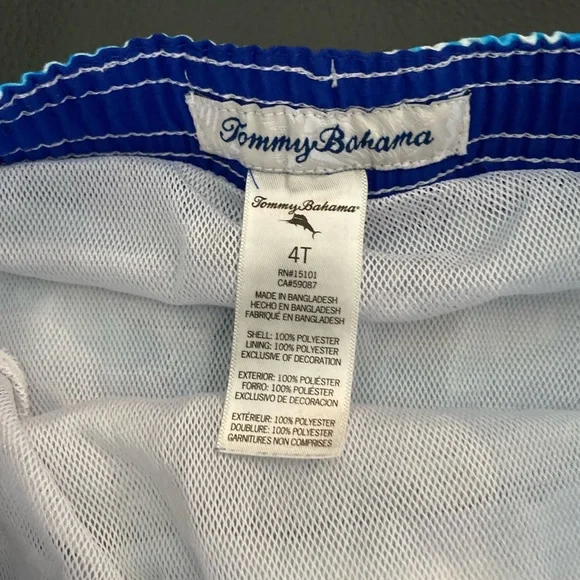 Tommy Bahama
Tommy Bahama®
4T
RN#15101
CA#59087
MADE IN BANGLADESH
HECHO EN BANGLADESH
FABRIQUÉ EN BANGLADESH
SHELL: 100% POLYESTER
LINING: 100% POLYESTER
EXCLUSIVE OF DECORATION
EXTERIOR: 100% POLIÉSTER
FORRO: 100% POLIÉSTER
EXCLUSIVO DE DECORACION
EXTÉRIEUR: 100% POLYESTER
DOUBLURE: 100% POLYESTER
GARNITURES NON COMPRISES